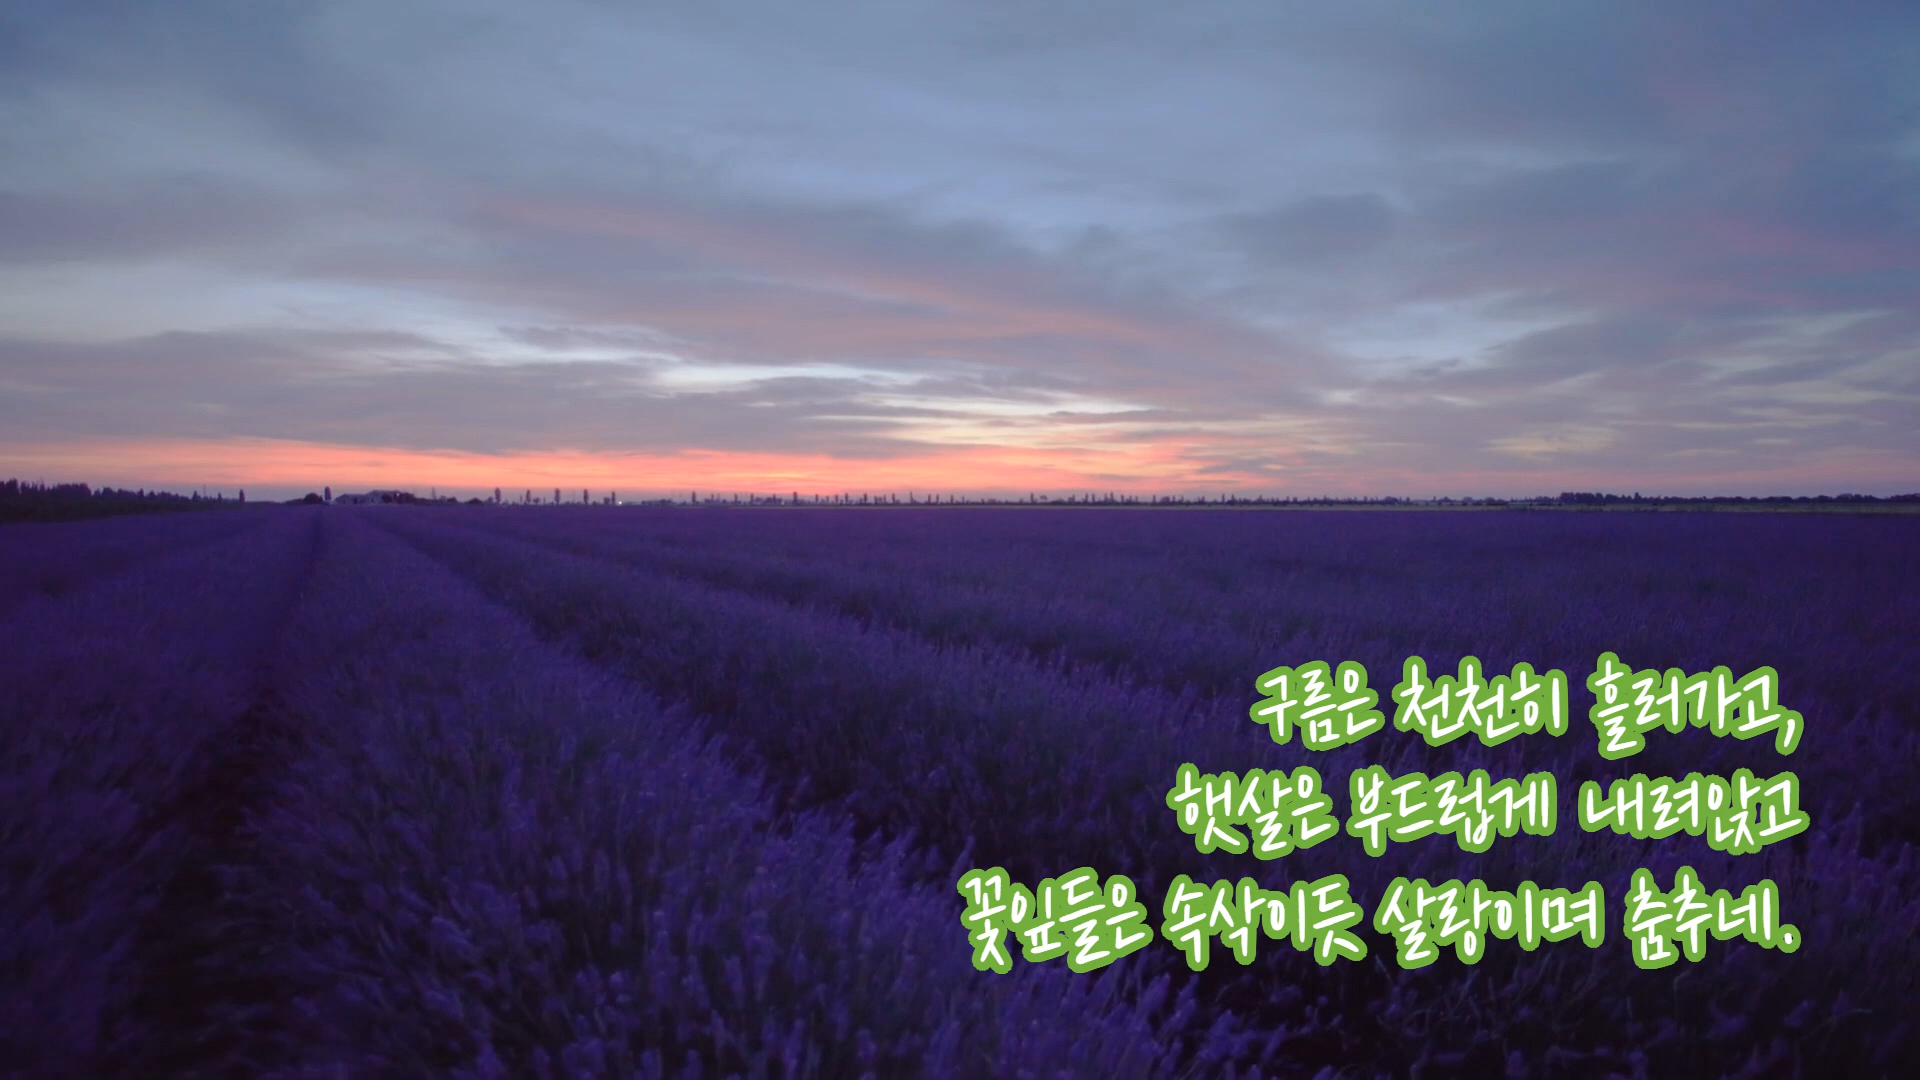 구름은 천천히 흘러가고,
햇살은 부드럽게 내려앉고
꽃잎들은 속삭이듯 살랑이며 춤추네.